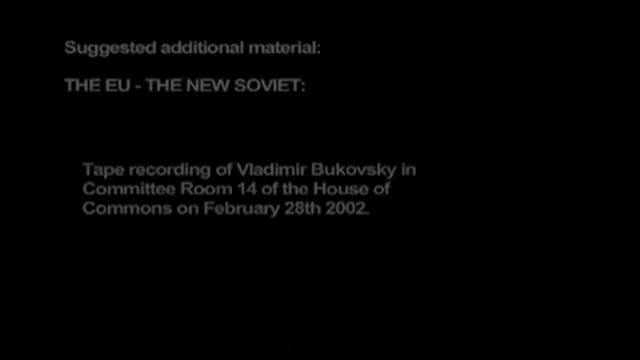 Suggested additional material:
THE EU - THE NEW SOVIET:
Tape recording of Vladimir Bukovsky in
Committee Room 14 of the House of
Commons on February 28th 2002.